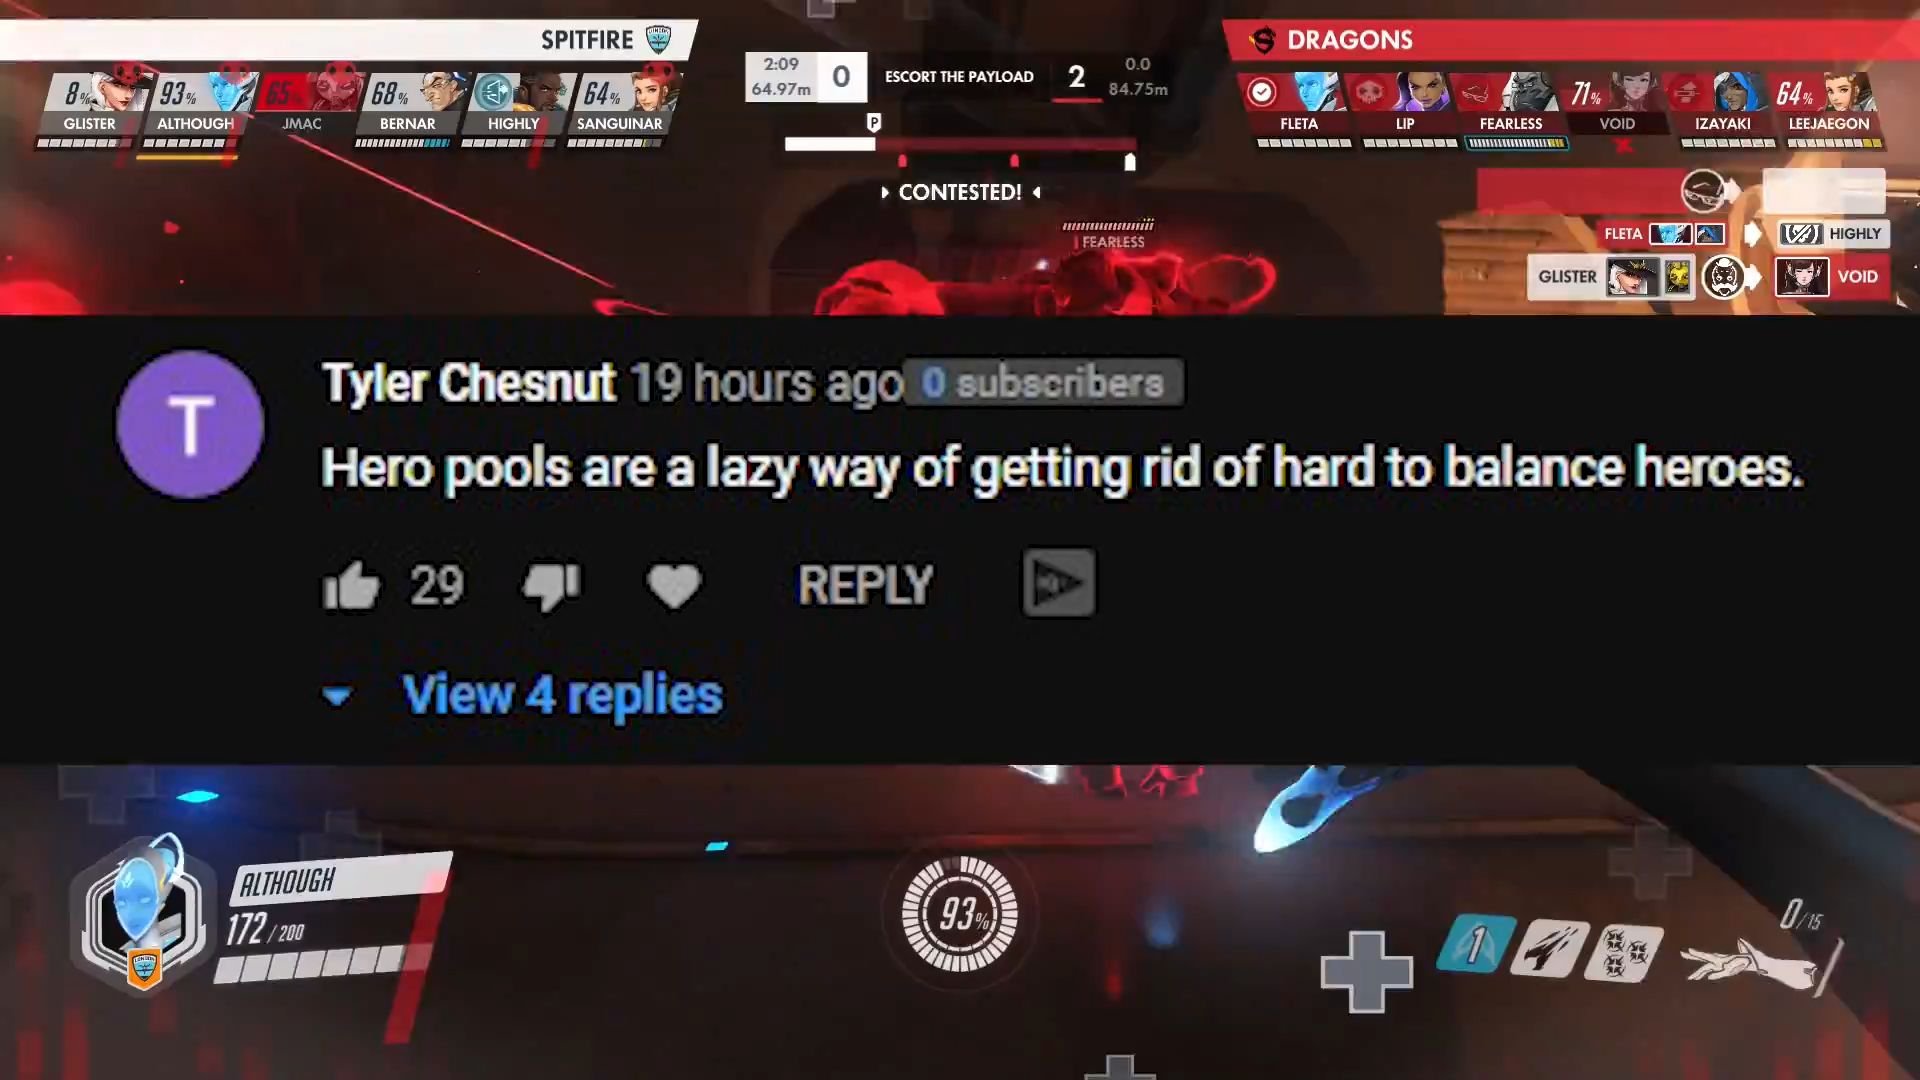 SPITFIRE
8% 93% 65% 68% 64%
GLISTER ALTHOUGH JMAC BERNAR HIGHLY SANGUINAR
2:09
64.97m
0
ESCORT THE PAYLOAD
2
0.0
84.75m
P
CONTESTED!
DRAGONS
71% 64%
FLETA LIP FEARLESS VOID IZAYAKI LEEJAEGON
FLETA HIGHLY
GLISTER VOID
FEARLESS
Tyler Chesnut 19 hours ago 0 subscribers
T
Hero pools are a lazy way of getting rid of hard to balance heroes.
29 REPLY
View 4 replies
ALTHOUGH
172 / 200
LONDON
93%
1
0/15